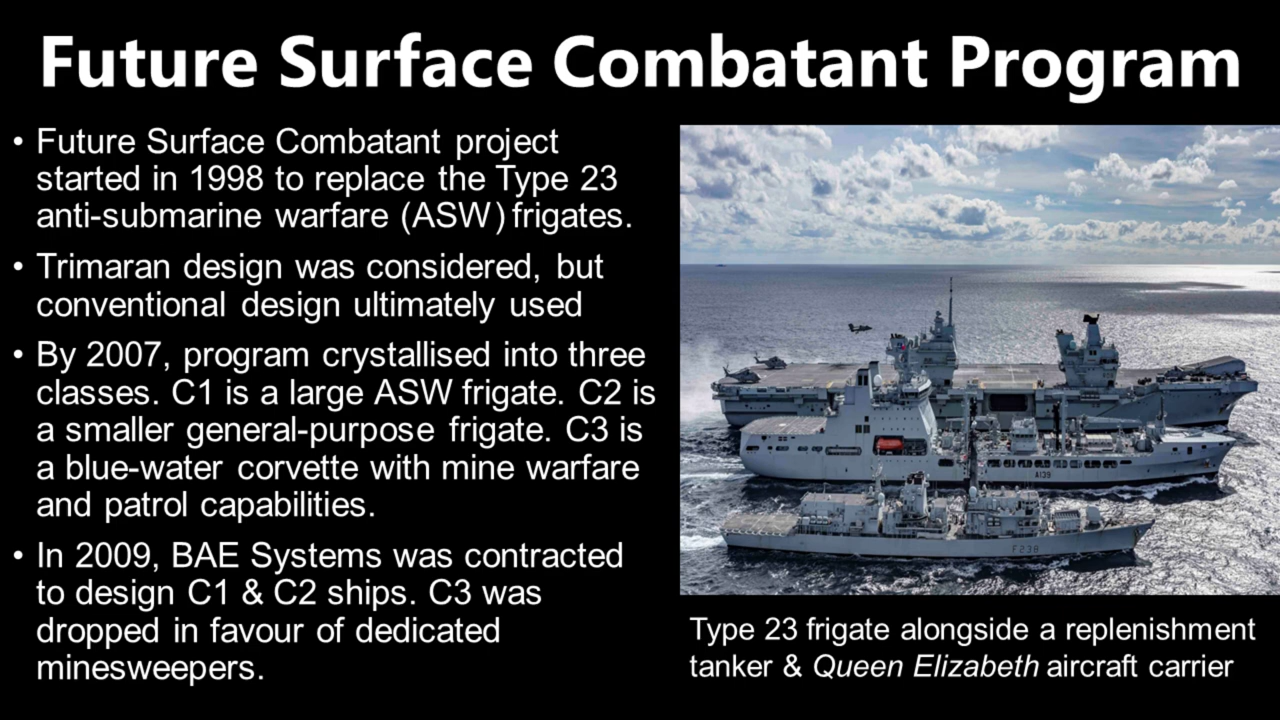 Future Surface Combatant Program
• Future Surface Combatant project
started in 1998 to replace the Type 23
anti-submarine warfare (ASW) frigates.
• Trimaran design was considered, but
conventional design ultimately used
• By 2007, program crystallised into three
classes. C1 is a large ASW frigate. C2 is
a smaller general-purpose frigate. C3 is
a blue-water corvette with mine warfare
and patrol capabilities.
• In 2009, BAE Systems was contracted
to design C1 & C2 ships. C3 was
dropped in favour of dedicated
minesweepers.
A139
F238
Type 23 frigate alongside a replenishment
tanker & Queen Elizabeth aircraft carrier